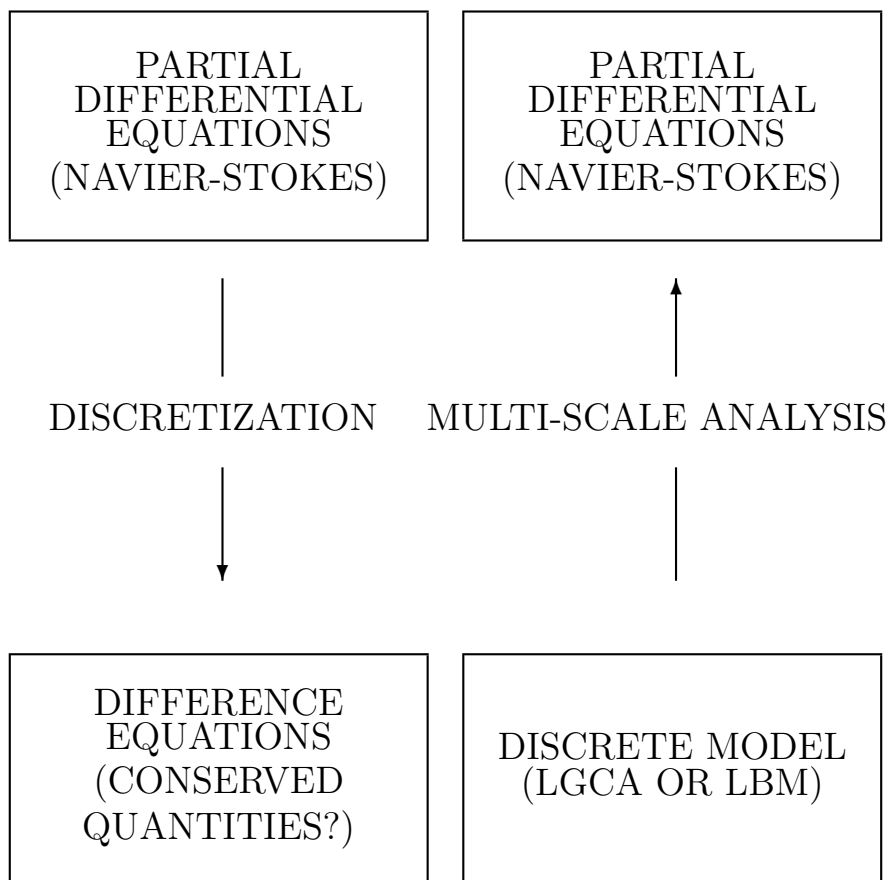 PARTIAL
DIFFERENTIAL
EQUATIONS
(NAVIER-STOKES)
PARTIAL
DIFFERENTIAL
EQUATIONS
(NAVIER-STOKES)
DISCRETIZATION
MULTI-SCALE ANALYSIS
DIFFERENCE
EQUATIONS
(CONSERVED
QUANTITIES?)
DISCRETE MODEL
(LGCA OR LBM)